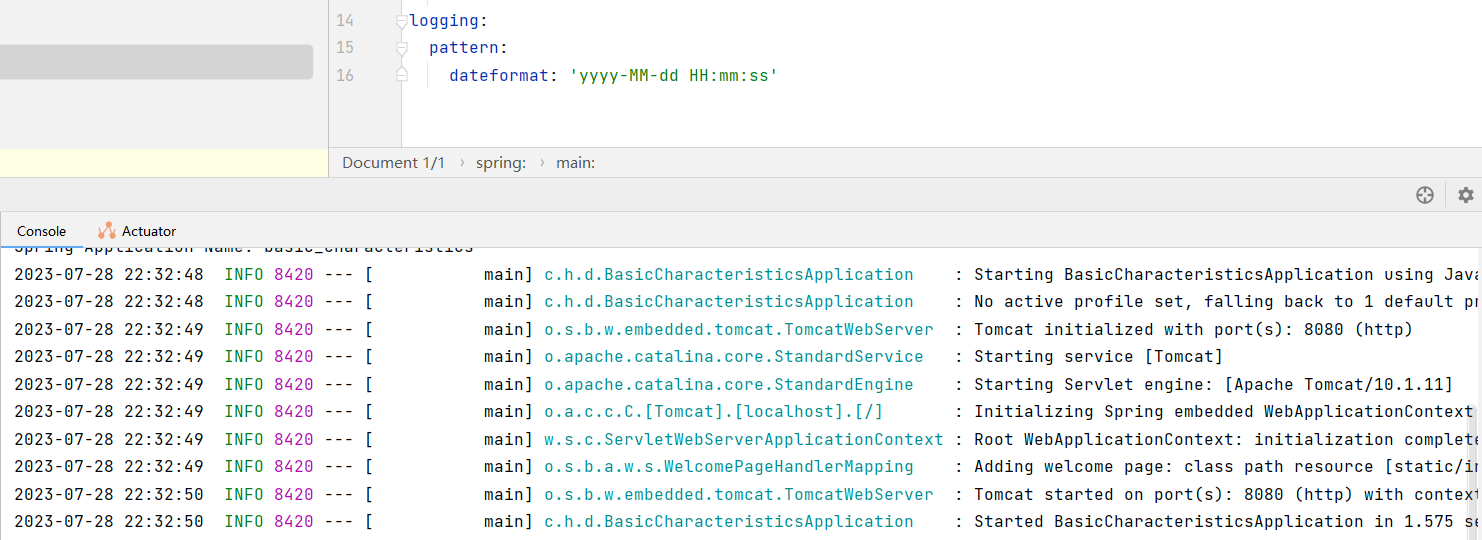 14 logging:
15 pattern:
16 dateformat: 'yyyy-MM-dd HH:mm:ss'
Document 1/1 › spring: › main:
Console Actuator
Spring Application Name: basic_characteristics
2023-07-28 22:32:48 INFO 8420 --- [ main] c.h.d.BasicCharacteristicsApplication : Starting BasicCharacteristicsApplication using Java
2023-07-28 22:32:48 INFO 8420 --- [ main] c.h.d.BasicCharacteristicsApplication : No active profile set, falling back to 1 default pr
2023-07-28 22:32:49 INFO 8420 --- [ main] o.s.b.w.embedded.tomcat.TomcatWebServer : Tomcat initialized with port(s): 8080 (http)
2023-07-28 22:32:49 INFO 8420 --- [ main] o.apache.catalina.core.StandardService : Starting service [Tomcat]
2023-07-28 22:32:49 INFO 8420 --- [ main] o.apache.catalina.core.StandardEngine : Starting Servlet engine: [Apache Tomcat/10.1.11]
2023-07-28 22:32:49 INFO 8420 --- [ main] o.a.c.c.C.[Tomcat].[localhost].[/] : Initializing Spring embedded WebApplicationContext
2023-07-28 22:32:49 INFO 8420 --- [ main] w.s.c.ServletWebServerApplicationContext : Root WebApplicationContext: initialization complete
2023-07-28 22:32:49 INFO 8420 --- [ main] o.s.b.a.w.s.WelcomePageHandlerMapping : Adding welcome page: class path resource [static/in
2023-07-28 22:32:50 INFO 8420 --- [ main] o.s.b.w.embedded.tomcat.TomcatWebServer : Tomcat started on port(s): 8080 (http) with context
2023-07-28 22:32:50 INFO 8420 --- [ main] c.h.d.BasicCharacteristicsApplication : Started BasicCharacteristicsApplication in 1.575 se